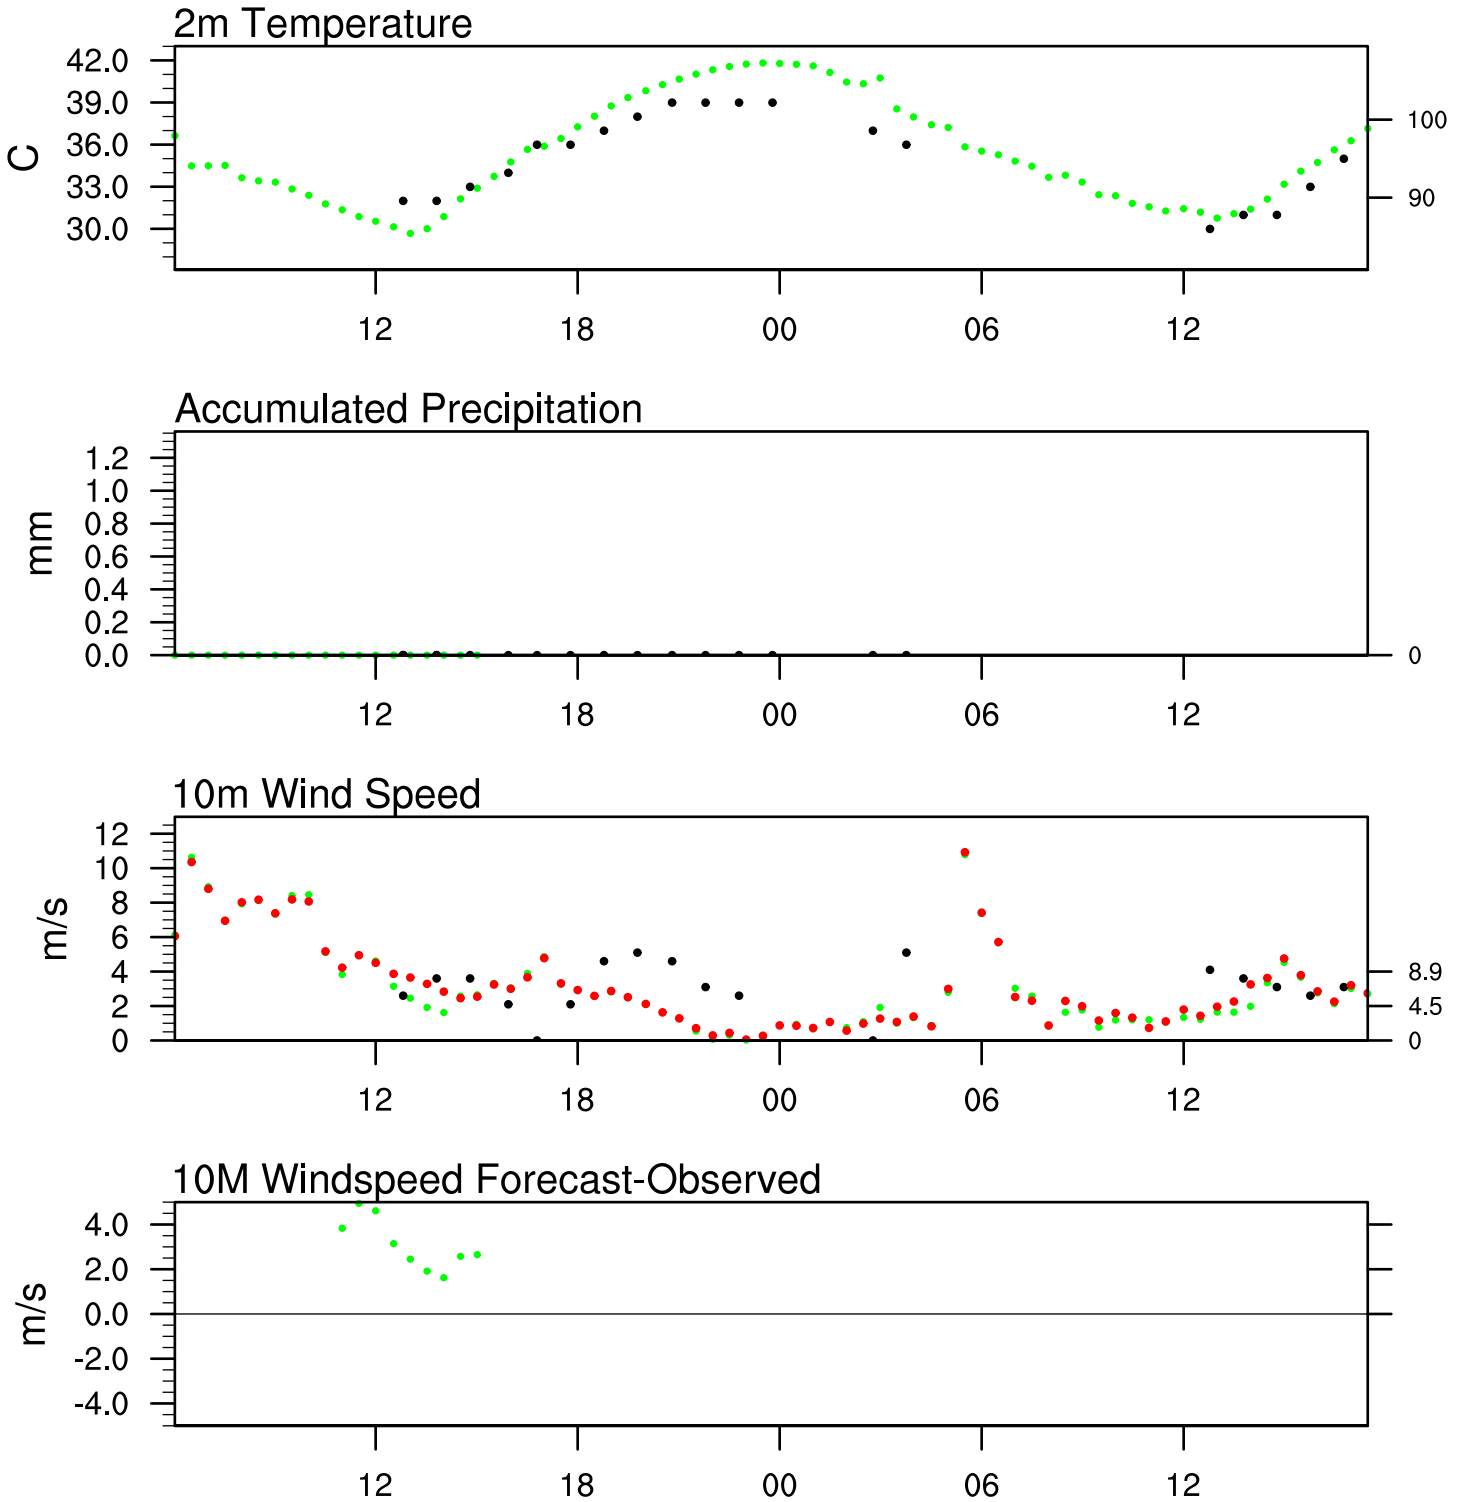 2m Temperature
42.0
39.0
36.0
33.0
30.0
C
100
90
12 18 00 06 12
Accumulated Precipitation
1.2
1.0
0.8
0.6
0.4
0.2
0.0
mm
0
12 18 00 06 12
10m Wind Speed
12
10
8
6
4
2
0
m/s
8.9
4.5
0
12 18 00 06 12
10M Windspeed Forecast-Observed
4.0
2.0
0.0
-2.0
-4.0
m/s
12 18 00 06 12